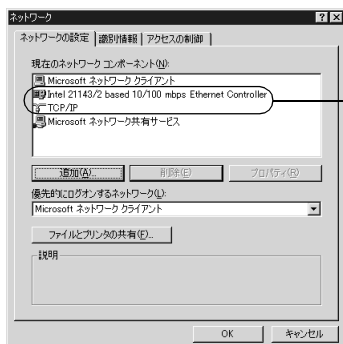 ネットワーク
ネットワークの設定 識別情報 アクセスの制御
現在のネットワーク コンポーネント(N):
Microsoft ネットワーク クライアント
Intel 21143/2 based 10/100 mbps Ethernet Controller
TCP/IP
Microsoft ネットワーク共有サービス
追加(A)... 削除(E) プロパティ(R)
優先的にログオンするネットワーク(L):
Microsoft ネットワーク クライアント
ファイルとプリンタの共有(F)...
説明
OK キャンセル